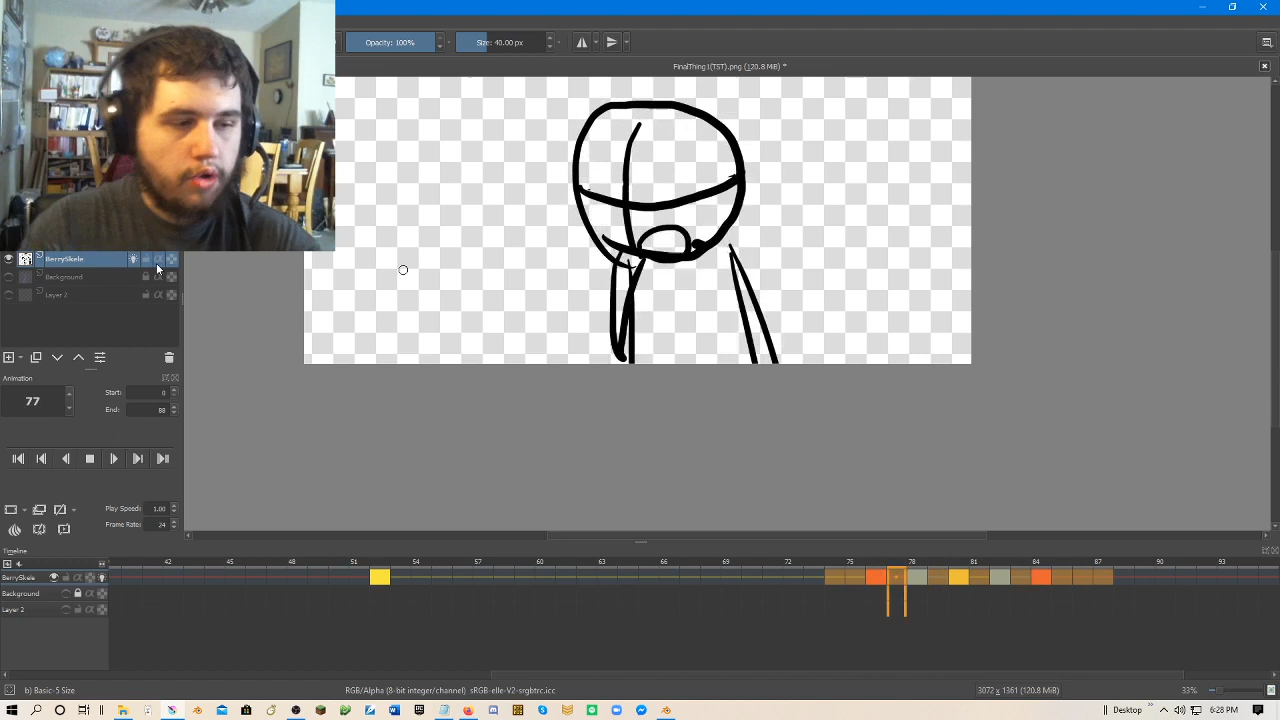 Opacity: 100%
Size: 40.00 px
FinalThing1(TST).png (120.8 MiB) *
BerrySkele
Background
Layer 2
Animation
77
Start: 0
End: 88
Play Speed: 1.00
Frame Rate: 24
Timeline
42 45 48 51 54 57 60 63 66 69 72 75 78 81 84 87 90 93
BerrySkele
Background
Layer 2
b) Basic-5 Size
RGB/Alpha (8-bit integer/channel) sRGB-elle-V2-srgbtrc.icc
3072 x 1361 (120.8 MiB)
33%
Desktop
6:28 PM